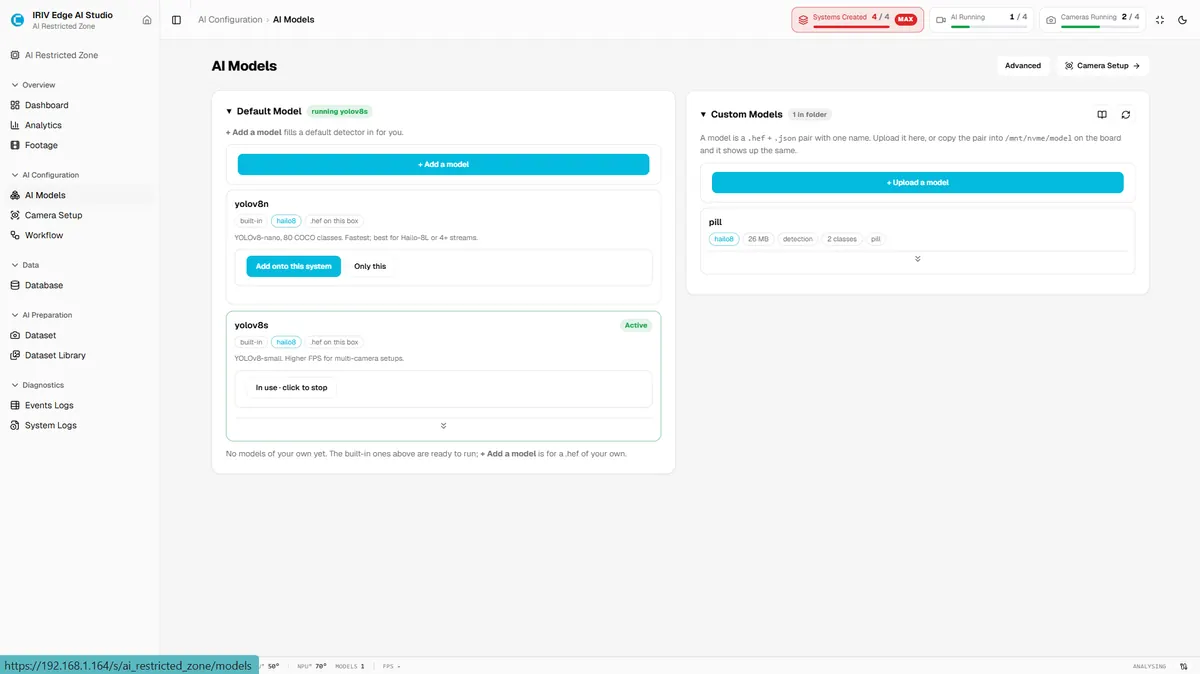 IRIV Edge AI Studio
AI Restricted Zone
AI Restricted Zone
Overview
Dashboard
Analytics
Footage
AI Configuration
AI Models
Camera Setup
Workflow
Data
Database
AI Preparation
Dataset
Dataset Library
Diagnostics
Events Logs
System Logs
AI Configuration › AI Models
Systems Created 4 / 4 MAX
AI Running 1 / 4
Cameras Running 2 / 4
AI Models
Advanced
Camera Setup →
▼ Default Model running yolov8s
+ Add a model fills a default detector in for you.
+ Add a model
yolov8n
built-in hailo8 .hef on this box
YOLOv8-nano, 80 COCO classes. Fastest; best for Hailo-8L or 4+ streams.
Add onto this system Only this
yolov8s Active
built-in hailo8 .hef on this box
YOLOv8-small. Higher FPS for multi-camera setups.
In use · click to stop
No models of your own yet. The built-in ones above are ready to run; + Add a model is for a .hef of your own.
▼ Custom Models 1 in folder
A model is a .hef + .json pair with one name. Upload it here, or copy the pair into /mnt/nvme/model on the board
and it shows up the same.
+ Upload a model
pill
hailo8 26 MB detection 2 classes pill
https://192.168.1.164/s/ai_restricted_zone/models
50° NPU° 70° MODELS 1 FPS -
ANALYSING